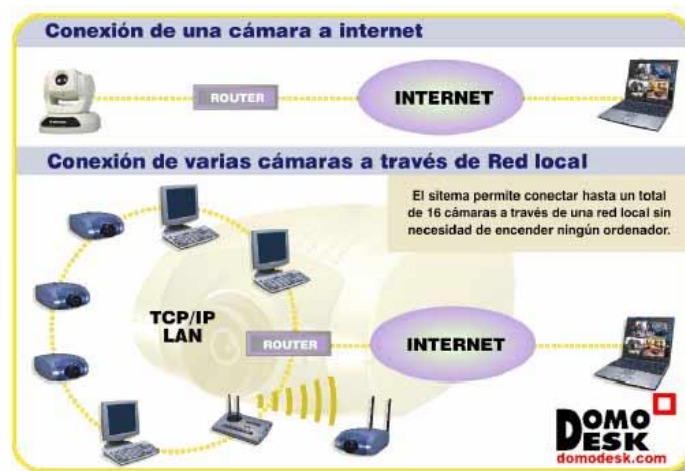 Conexión de una cámara a internet
ROUTER
INTERNET
Conexión de varias cámaras a través de Red local
El sitema permite conectar hasta un total
de 16 cámaras a través de una red local sin
necesidad de encender ningún ordenador.
TCP/IP
LAN
ROUTER
INTERNET
DOMO
DESK
domodesk.com